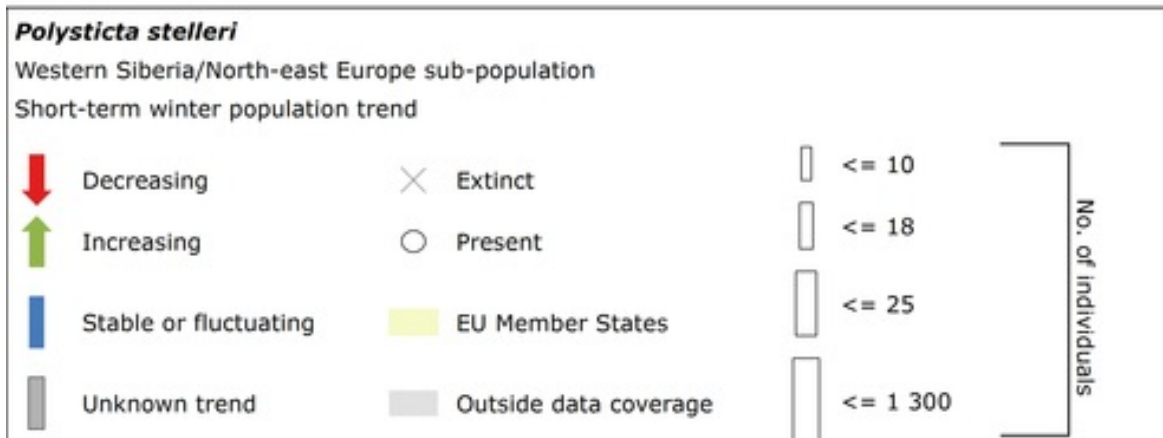 Polysticta stelleri
Western Siberia/North-east Europe sub-population
Short-term winter population trend
Decreasing
Increasing
Stable or fluctuating
Unknown trend
Extinct
Present
EU Member States
Outside data coverage
<= 10
<= 18
<= 25
<= 1 300
No. of individuals